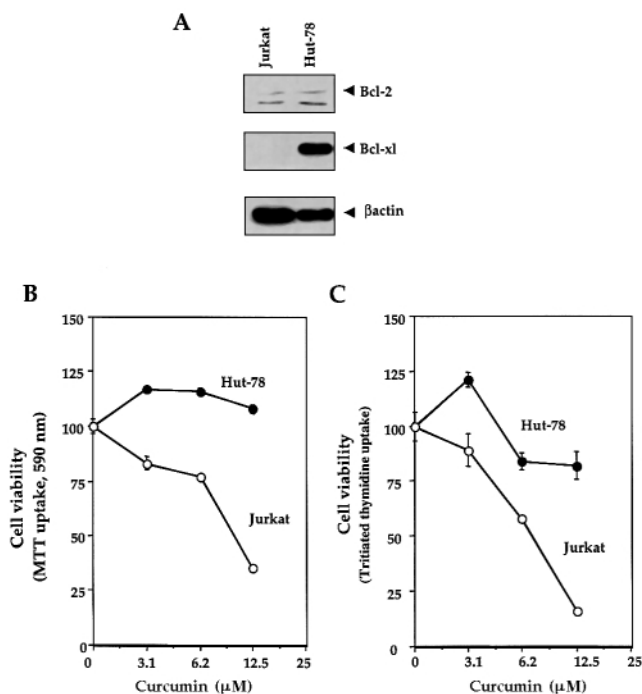 A
Jurkat
Hut-78
Bcl-2
Bcl-xl
βactin
B
150
125
100
75
50
25
0
Cell viability
(MTT uptake, 590 nm)
Hut-78
Jurkat
0 3.1 6.2 12.5 25
Curcumin (μM)
C
150
125
100
75
50
25
0
Cell viability
(Tritiated thymidine uptake)
Hut-78
Jurkat
0 3.1 6.2 12.5 25
Curcumin (μM)